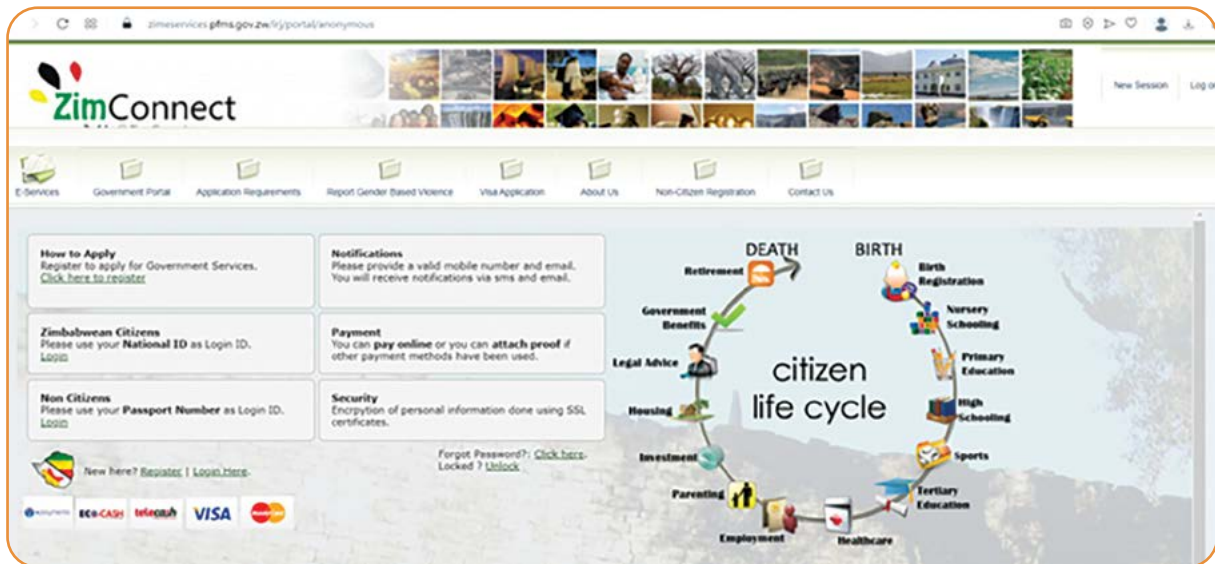 zimeservices.pfms.gov.zw/irj/portal/anonymous
ZimConnect
New Session
E-Services
Government Portal
Application Requirements
Report Gender Based Violence
Visa Application
About Us
Non-Citizen Registration
Contact Us
How to Apply
Register to apply for Government Services.
Click here to register
Notifications
Please provide a valid mobile number and email.
You will receive notifications via sms and email.
Zimbabwean Citizens
Please use your National ID as Login ID.
Login
Payment
You can pay online or you can attach proof if
other payment methods have been used.
Non Citizens
Please use your Passport Number as Login ID.
Login
Security
Encrpytion of personal information done using SSL
certificates.
New here? Register | Login Here.
Forgot Password?: Click here.
Locked ? Unlock
telecash
VISA
DEATH
BIRTH
Birth
Registration
Nursery
Schooling
Primary
Education
High
Schooling
Sports
Tertiary
Education
Healthcare
Employment
Parenting
Investment
Housing
Legal Advice
Government
Benefits
Retirement
citizen
life cycle